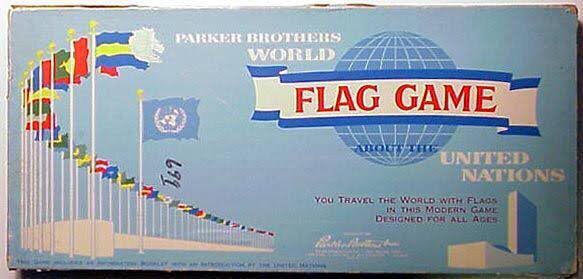 PARKER BROTHERS
WORLD
FLAG GAME
ABOUT THE
UNITED
NATIONS
YOU TRAVEL THE WORLD WITH FLAGS
IN THIS MODERN GAME
DESIGNED FOR ALL AGES
Parker Brothers Inc
THIS GAME INCLUDES AN INFORMATION BOOKLET WITH AN INTRODUCTION BY THE UNITED NATIONS